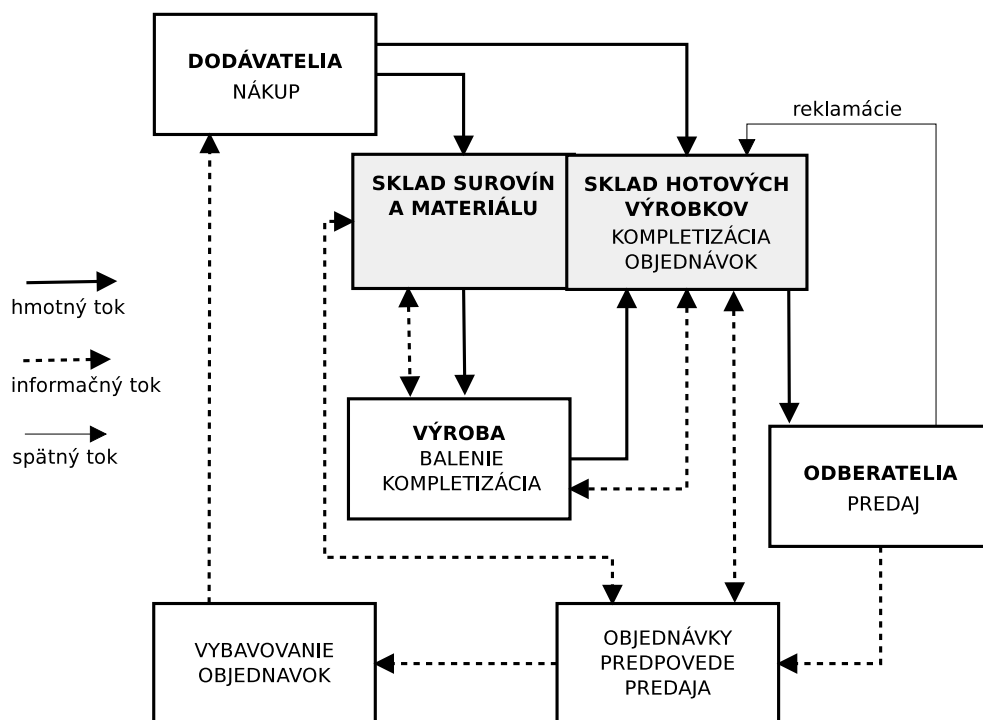 DODÁVATELIA
NÁKUP
reklamácie
SKLAD SUROVÍN
A MATERIÁLU
SKLAD HOTOVÝCH
VÝROBKOV
KOMPLETIZÁCIA
OBJEDNÁVOK
hmotný tok
informačný tok
spätný tok
VÝROBA
BALENIE
KOMPLETIZÁCIA
ODBERATELIA
PREDAJ
VYBAVOVANIE
OBJEDNAVOK
OBJEDNÁVKY
PREDPOVEDE
PREDAJA